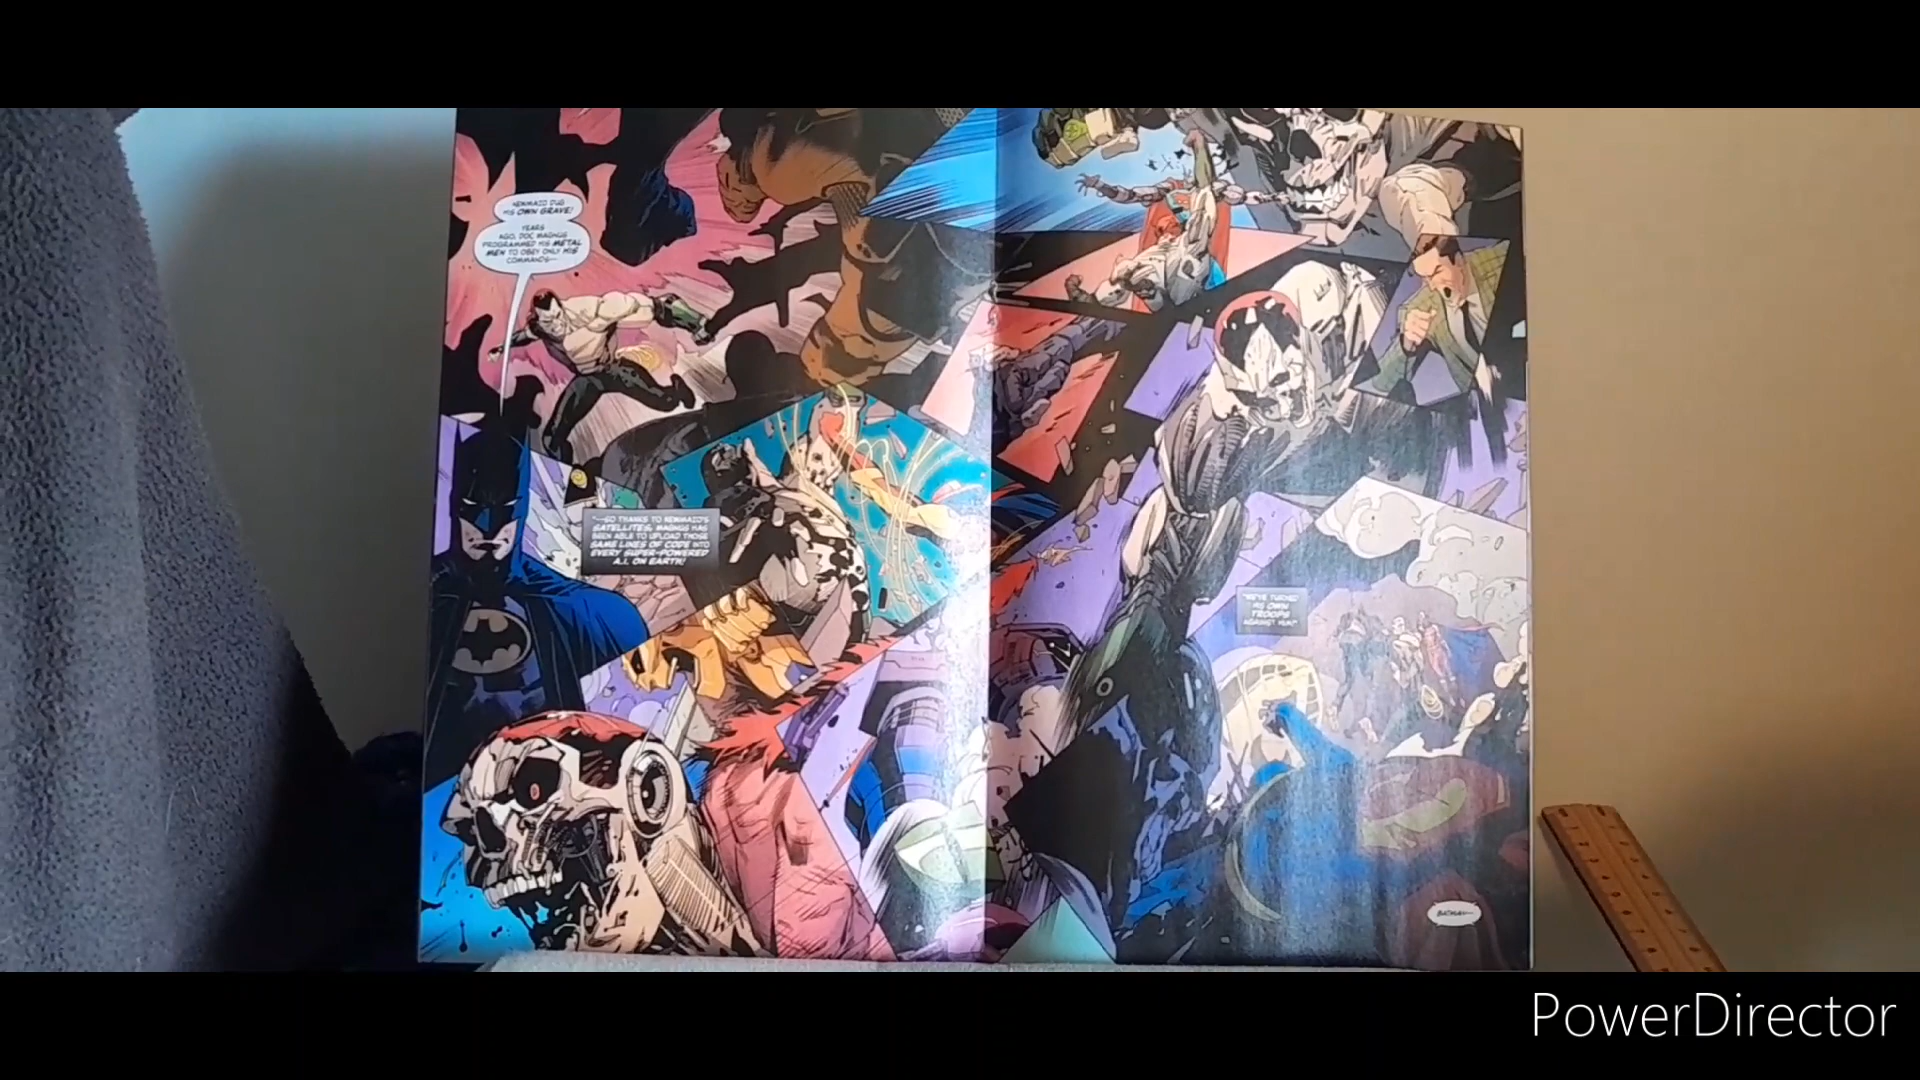 NEWMAZO DUG
HIS OWN GRAVE!
YEARS
AGO, DOC MAGNUS
PROGRAMMED HIS METAL
MEN TO OBEY ONLY HIS
COMMANDS—
"—SO THANKS TO NEWMAZO'S
SATELLITES, MAGNUS HAS
BEEN ABLE TO UPLOAD THOSE
SAME LINES OF CODE INTO
EVERY SUPER-POWERED
A.I. ON EARTH!
"WE'VE TURNED
HIS OWN
TROOPS
AGAINST HIM!"
BATMAN—
PowerDirector